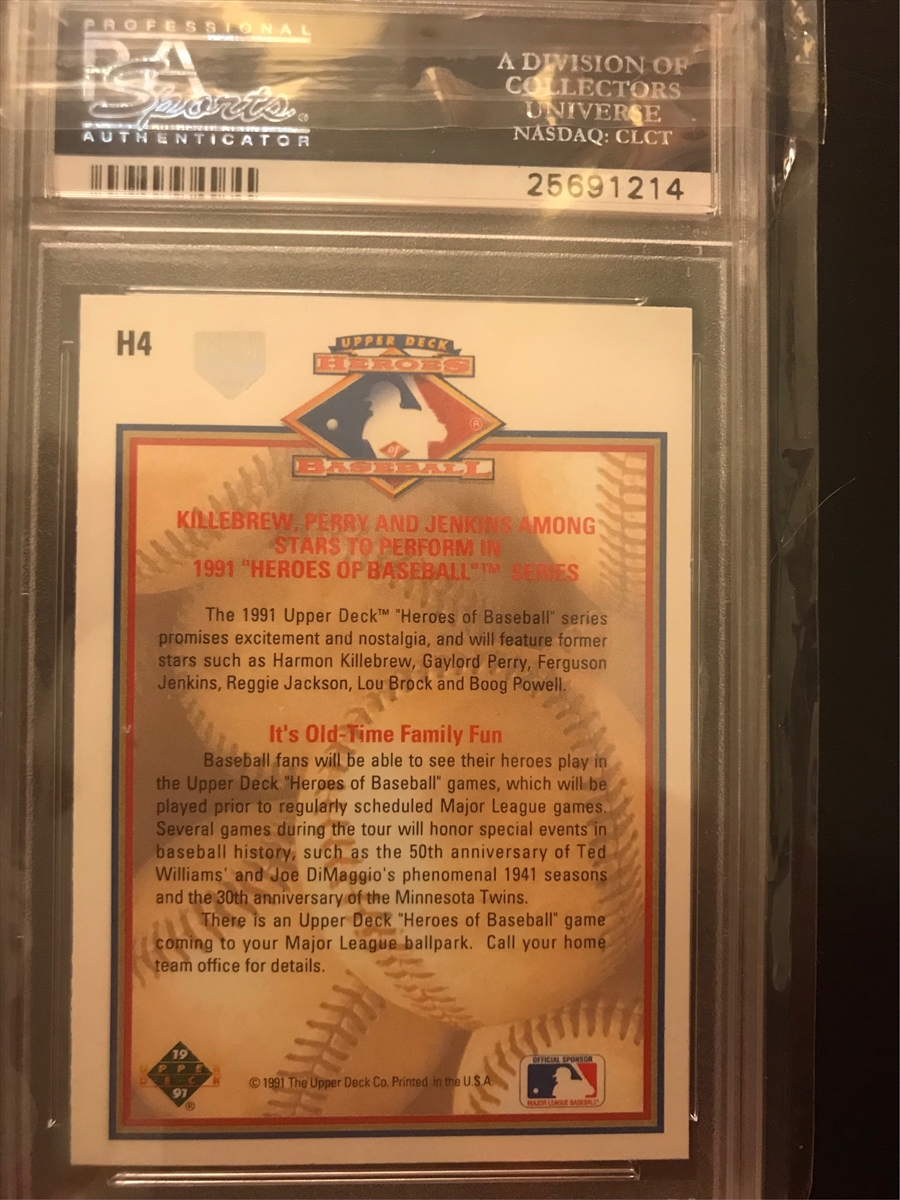 PROFESSIONAL
PSA
Sports®
AUTHENTICATOR
A DIVISION OF
COLLECTORS
UNIVERSE
NASDAQ: CLCT
25691214
H4
UPPER DECK
HEROES
of ®
BASEBALL
KILLEBREW, PERRY AND JENKINS AMONG
STARS TO PERFORM IN
1991 "HEROES OF BASEBALL"™ SERIES
The 1991 Upper Deck™ "Heroes of Baseball" series
promises excitement and nostalgia, and will feature former
stars such as Harmon Killebrew, Gaylord Perry, Ferguson
Jenkins, Reggie Jackson, Lou Brock and Boog Powell.
It's Old-Time Family Fun
Baseball fans will be able to see their heroes play in
the Upper Deck "Heroes of Baseball" games, which will be
played prior to regularly scheduled Major League games.
Several games during the tour will honor special events in
baseball history, such as the 50th anniversary of Ted
Williams' and Joe DiMaggio's phenomenal 1941 seasons
and the 30th anniversary of the Minnesota Twins.
There is an Upper Deck "Heroes of Baseball" game
coming to your Major League ballpark. Call your home
team office for details.
19
UPPER
DECK
91
®
© 1991 The Upper Deck Co. Printed in the U.S.A.
OFFICIAL SPONSOR
MAJOR LEAGUE BASEBALL